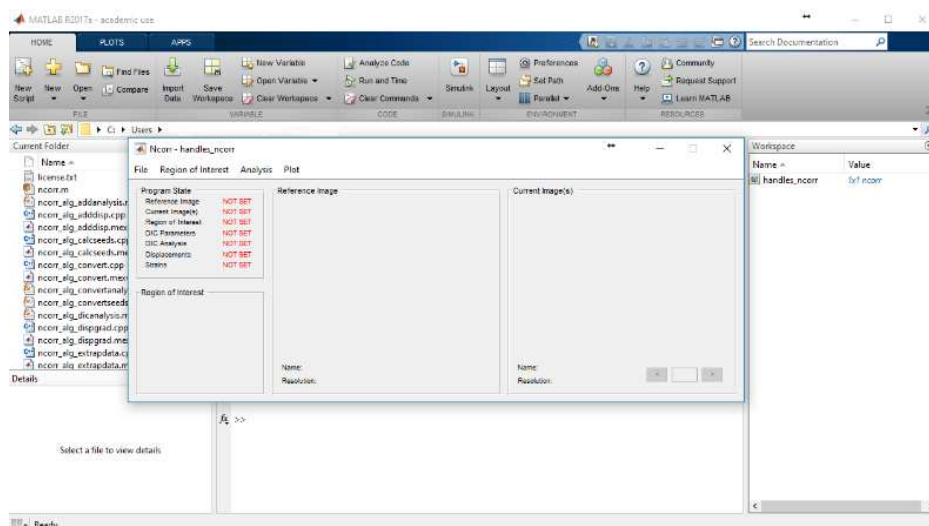 MATLAB R2017a - academic use
HOME PLOTS APPS
Search Documentation
New Script
New
Open
Find Files
Compare
Import Data
Save Workspace
New Variable
Open Variable
Clear Workspace
Analyze Code
Run and Time
Clear Commands
Simulink
Layout
Preferences
Set Path
Parallel
Add-Ons
Help
Community
Request Support
Learn MATLAB
FILE VARIABLE CODE SIMULINK ENVIRONMENT RESOURCES
C: Users
Current Folder
Name
license.txt
ncorr.m
ncorr_alg_addanalysis.r
ncorr_alg_adddisp.cpp
ncorr_alg_adddisp.mex
ncorr_alg_calcseeds.cp
ncorr_alg_calcseeds.me
ncorr_alg_convert.cpp
ncorr_alg_convert.mex
ncorr_alg_convertanaly
ncorr_alg_convertseeds
ncorr_alg_dicanalysis.m
ncorr_alg_dispgrad.cpp
ncorr_alg_dispgrad.me
ncorr_alg_extrapdata.c
ncorr_alg_extrapdata.m
Details
Select a file to view details
Ncorr - handles_ncorr
File Region of Interest Analysis Plot
Program State
Reference Image NOT SET
Current Image(s) NOT SET
Region of Interest NOT SET
DIC Parameters NOT SET
DIC Analysis NOT SET
Displacements NOT SET
Strains NOT SET
Region of Interest
Reference Image
Name:
Resolution:
Current Image(s)
Name:
Resolution:
< >
fx >>
Workspace
Name Value
handles_ncorr 1x1 ncorr
Ready